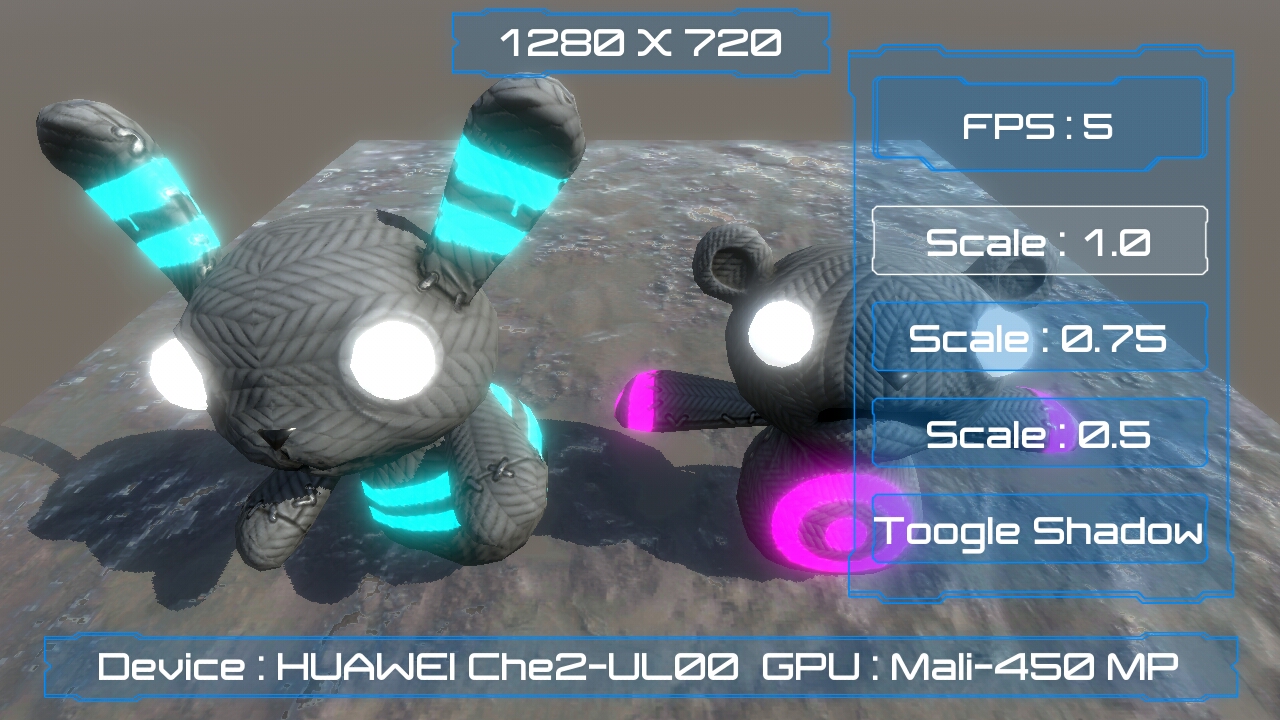 1280 X 720
FPS : 5
Scale : 1.0
Scale : 0.75
Scale : 0.5
Toogle Shadow
Device : HUAWEI Che2-UL00 GPU : Mali-450 MP